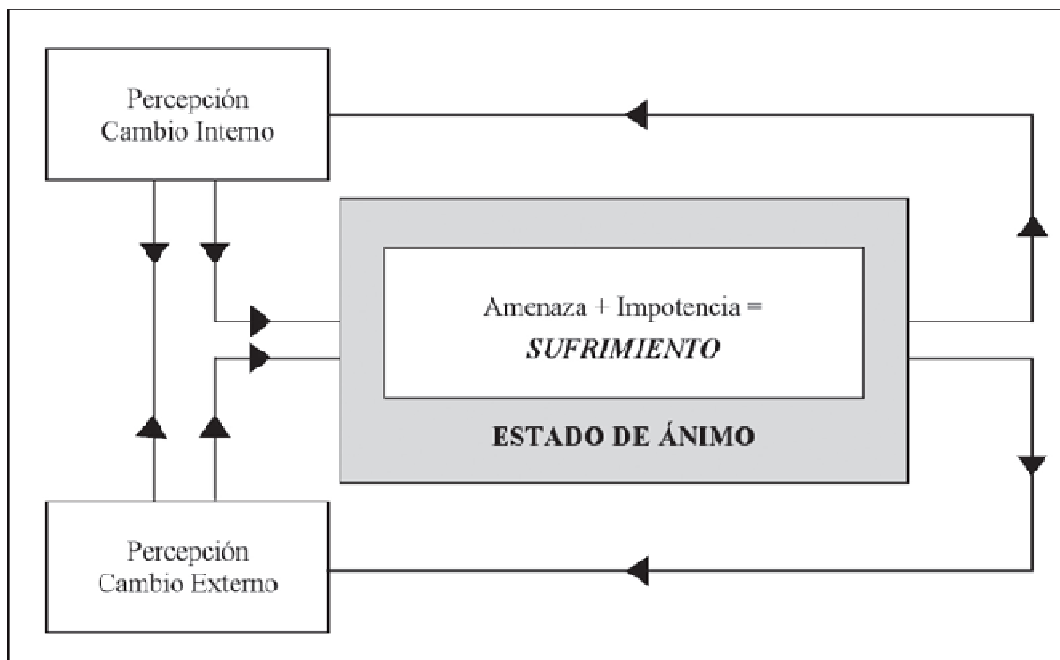 Percepción
Cambio Interno
Amenaza + Impotencia =
SUFRIMIENTO
ESTADO DE ÁNIMO
Percepción
Cambio Externo